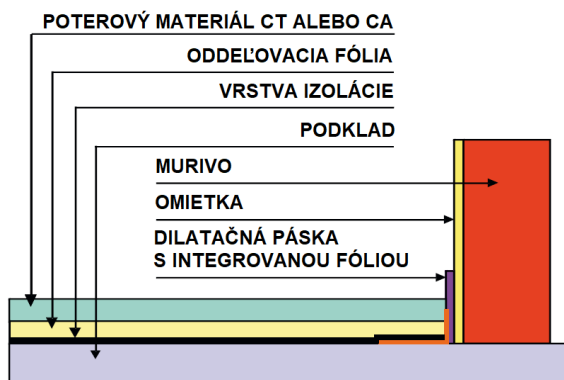 POTEROVÝ MATERIÁL CT ALEBO CA
ODDEĽOVACIA FÓLIA
VRSTVA IZOLÁCIE
PODKLAD
MURIVO
OMIETKA
DILATAČNÁ PÁSKA
S INTEGROVANOU FÓLIOU